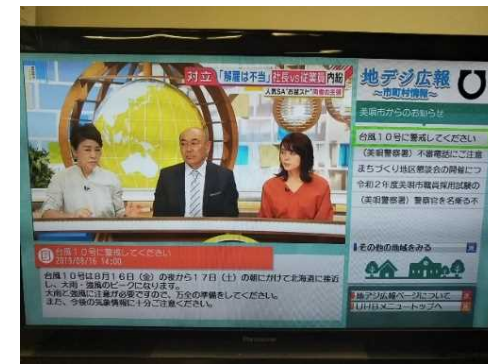 対立 「解雇は不当」社長vs従業員 内紛
人気SA“お盆スト”
地デジ広報
~市町村情報~
美唄市からのお知らせ
台風10号に警戒してください
(美唄警察署)不審電話にご注意
まちづくり地区懇談会の開催につ
令和2年度美唄市職員採用試験の
(美唄警察署)警察官を名乗る不
その他の地域をみる
地デジ広報ページについて
UHBメニュートップへ
台風10号に警戒してください
2019/08/16 14:00
台風10号は8月16日(金)の夜から17日(土)の朝にかけて北海道に接近
し、大雨・強風のピークになります。
大雨と強風に注意が必要ですので、万全の準備をしてください。
また、今後の気象情報に十分ご注意ください。
Panasonic